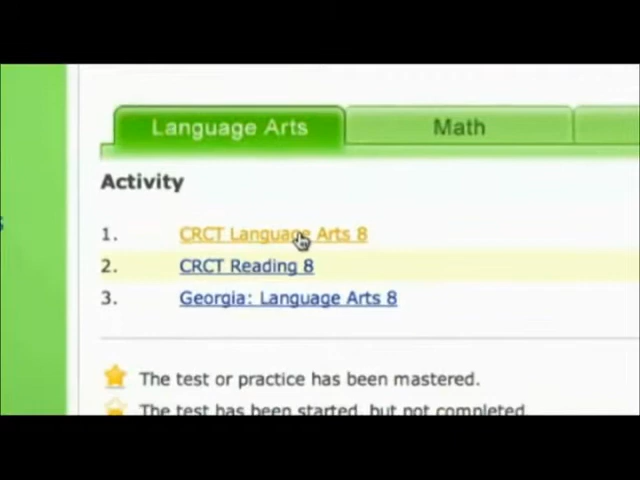 Language Arts
Math
Activity
1. CRCT Language Arts 8
2. CRCT Reading 8
3. Georgia: Language Arts 8
The test or practice has been mastered.
The test has been started, but not completed